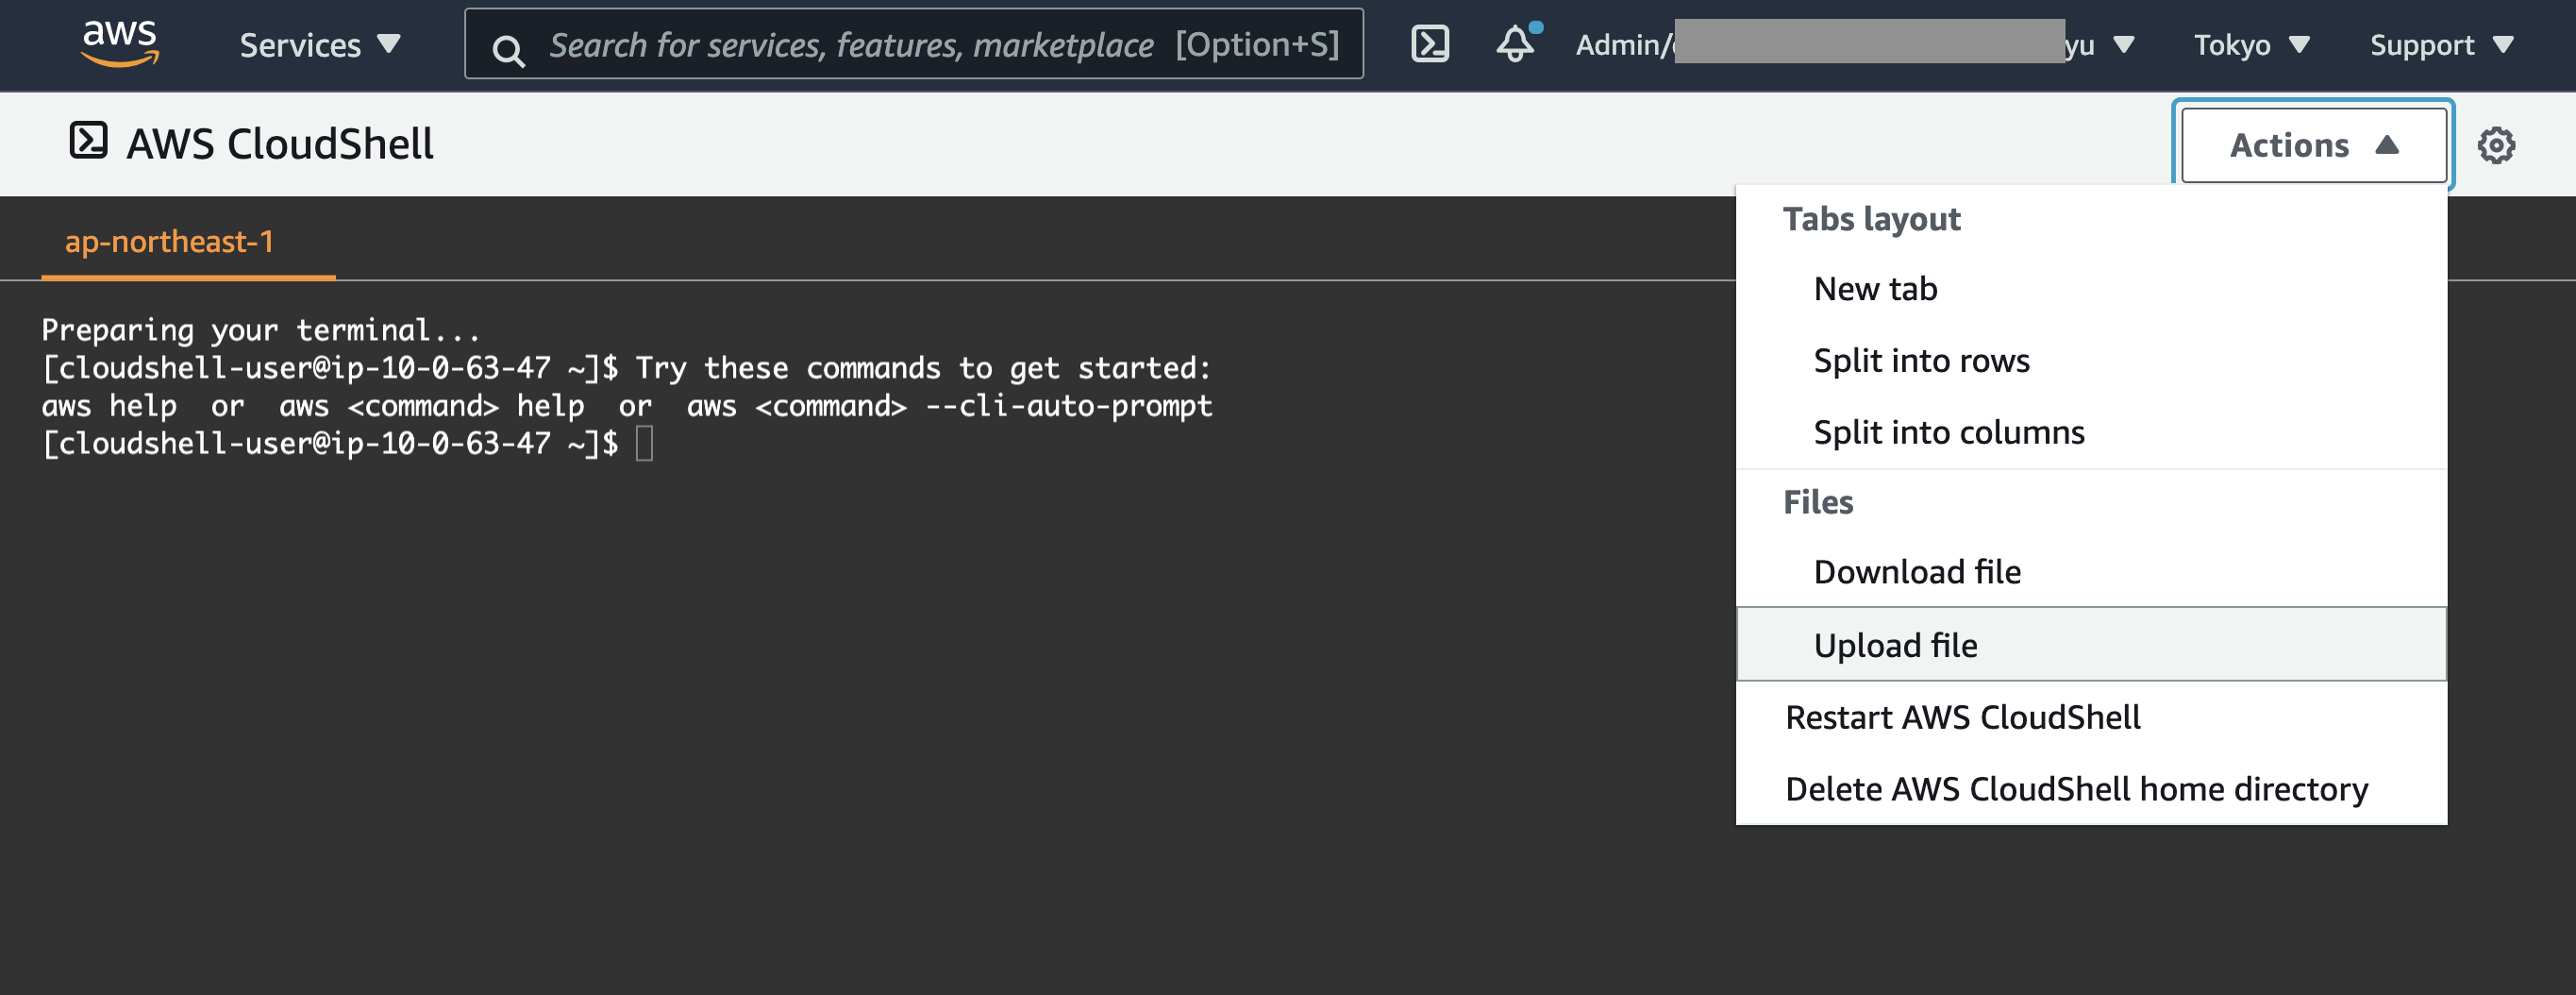 aws Services Search for services, features, marketplace [Option+S] Admin/ yu Tokyo Support
AWS CloudShell
Actions
ap-northeast-1
Preparing your terminal...
[cloudshell-user@ip-10-0-63-47 ~]$ Try these commands to get started:
aws help or aws <command> help or aws <command> --cli-auto-prompt
[cloudshell-user@ip-10-0-63-47 ~]$
Tabs layout
New tab
Split into rows
Split into columns
Files
Download file
Upload file
Restart AWS CloudShell
Delete AWS CloudShell home directory